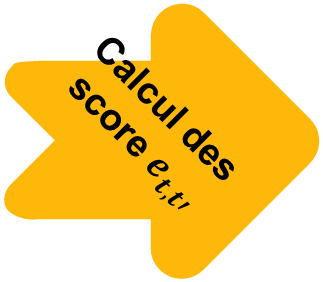 Calcul des
score e_{t,t'}